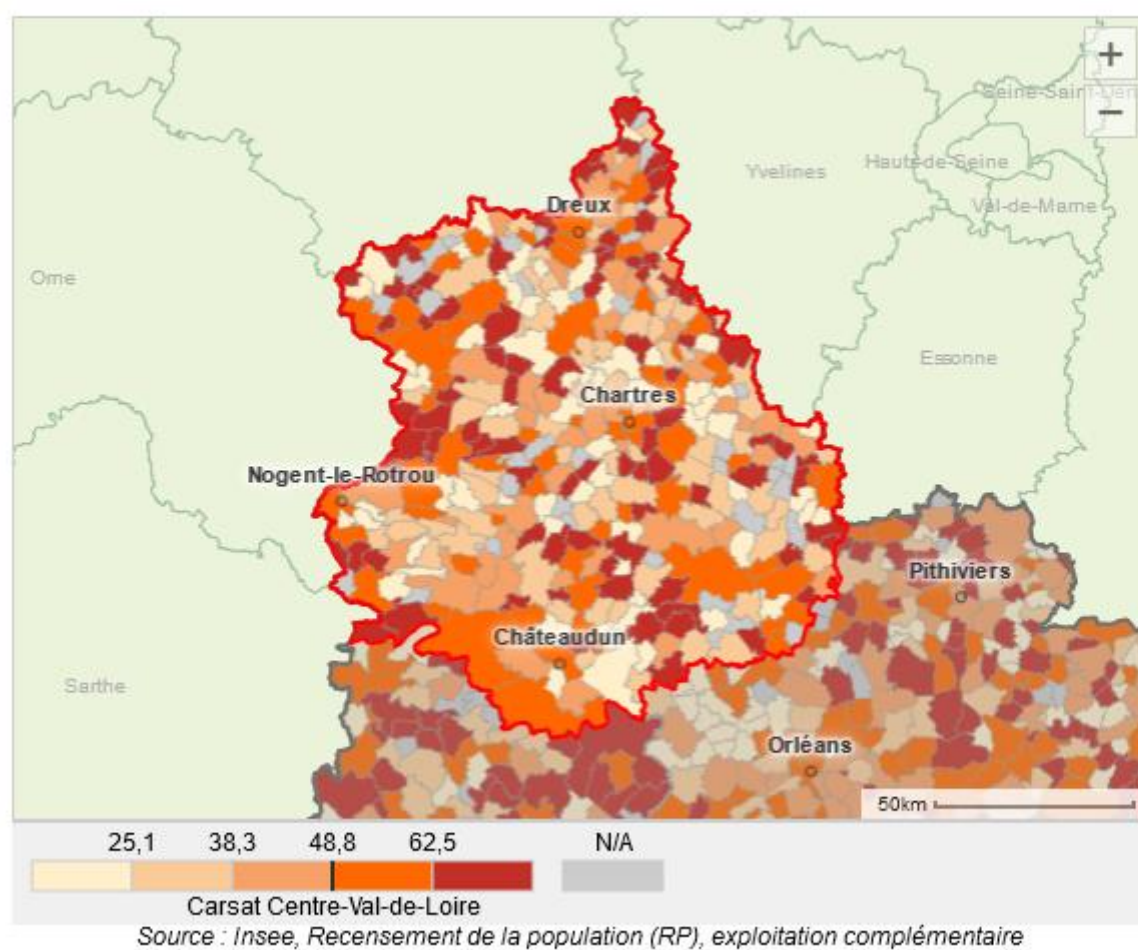 +
Seine-Saint-Den
−
Hauts-de-Seine
Yvelines
Val-de-Marne
Dreux
Orne
Essonne
Chartres
Nogent-le-Rotrou
Pithiviers
Châteaudun
Sarthe
Orléans
50km
25,1 38,3 48,8 62,5 N/A
Carsat Centre-Val-de-Loire
Source : Insee, Recensement de la population (RP), exploitation complémentaire